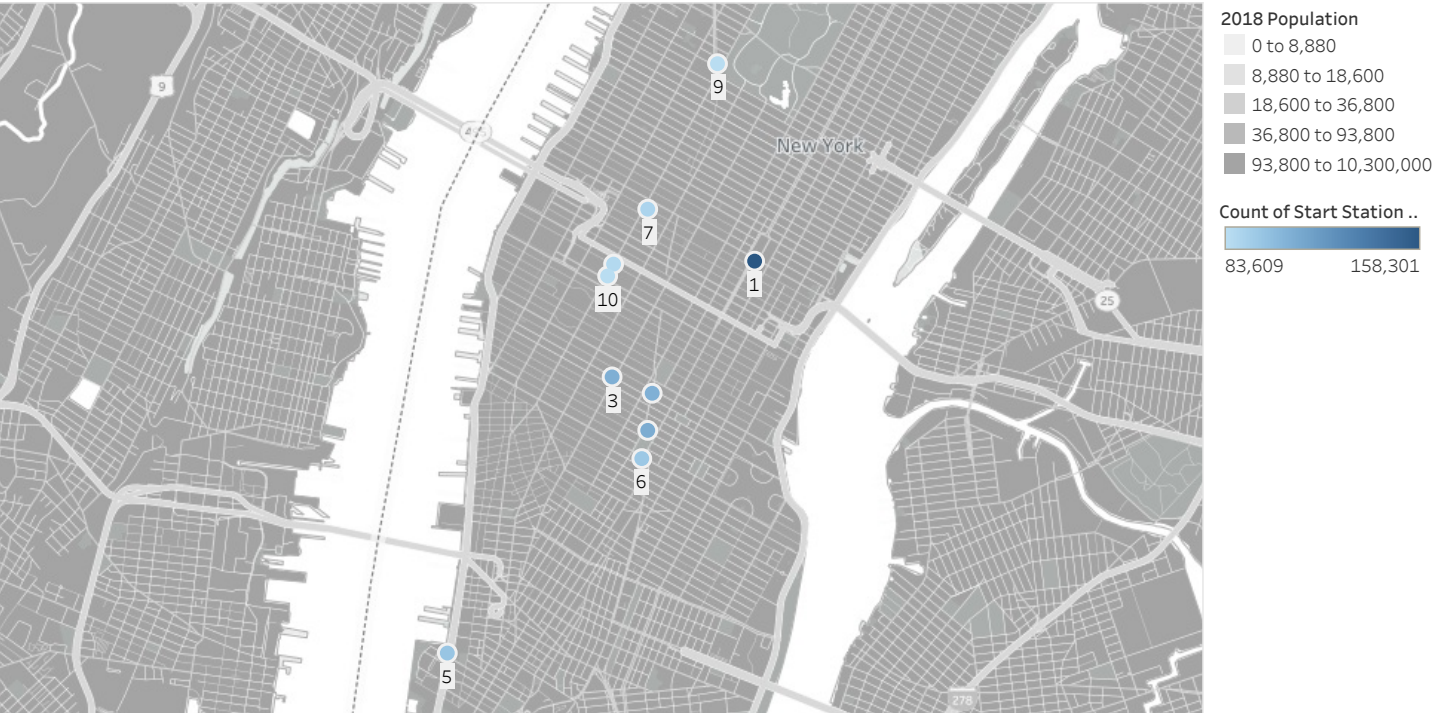 2018 Population
0 to 8,880
8,880 to 18,600
18,600 to 36,800
36,800 to 93,800
93,800 to 10,300,000
Count of Start Station ..
83,609 158,301
9
9
New York
7
1
10
25
3
6
5
278